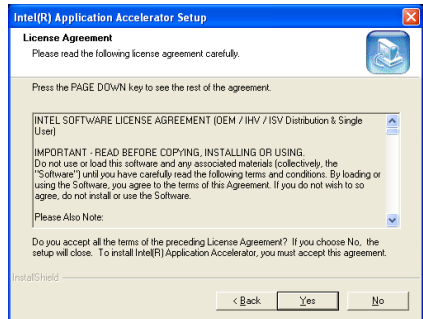 Intel(R) Application Accelerator Setup
License Agreement
Please read the following license agreement carefully.
Press the PAGE DOWN key to see the rest of the agreement.
INTEL SOFTWARE LICENSE AGREEMENT (OEM / IHV / ISV Distribution & Single
User)
IMPORTANT - READ BEFORE COPYING, INSTALLING OR USING.
Do not use or load this software and any associated materials (collectively, the
"Software") until you have carefully read the following terms and conditions. By loading or
using the Software, you agree to the terms of this Agreement. If you do not wish to so
agree, do not install or use the Software.
Please Also Note:
Do you accept all the terms of the preceding License Agreement? If you choose No, the
setup will close. To install Intel(R) Application Accelerator, you must accept this agreement.
InstallShield
< Back
Yes
No